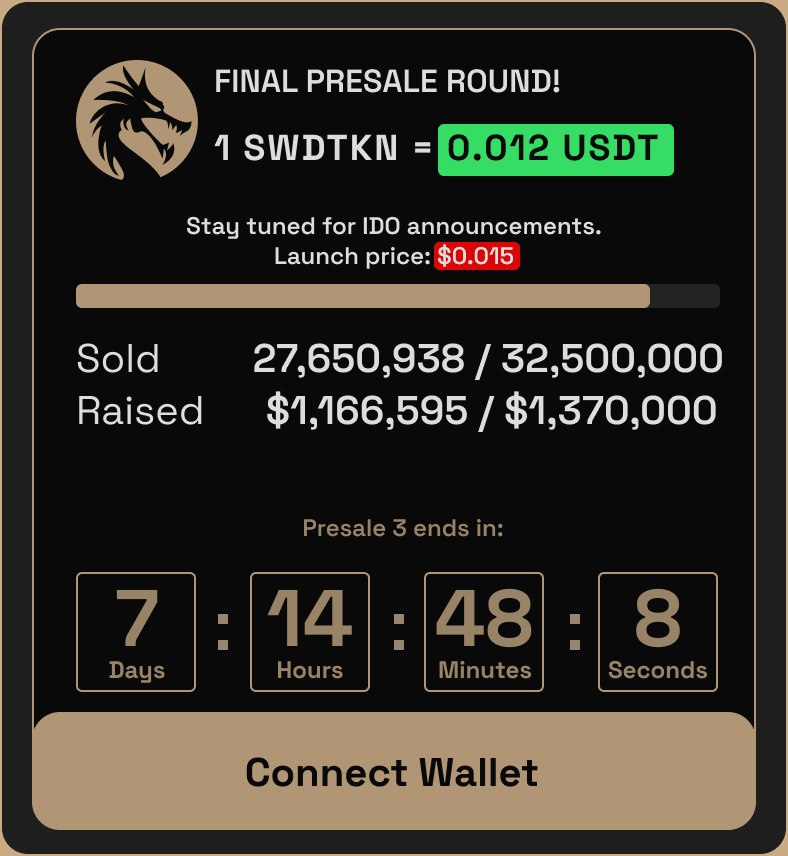 FINAL PRESALE ROUND!
1 SWDTKN = 0.012 USDT
Stay tuned for IDO announcements.
Launch price: $0.015
Sold 27,650,938 / 32,500,000
Raised $1,166,595 / $1,370,000
Presale 3 ends in:
7 : 14 : 48 : 8
Days Hours Minutes Seconds
Connect Wallet